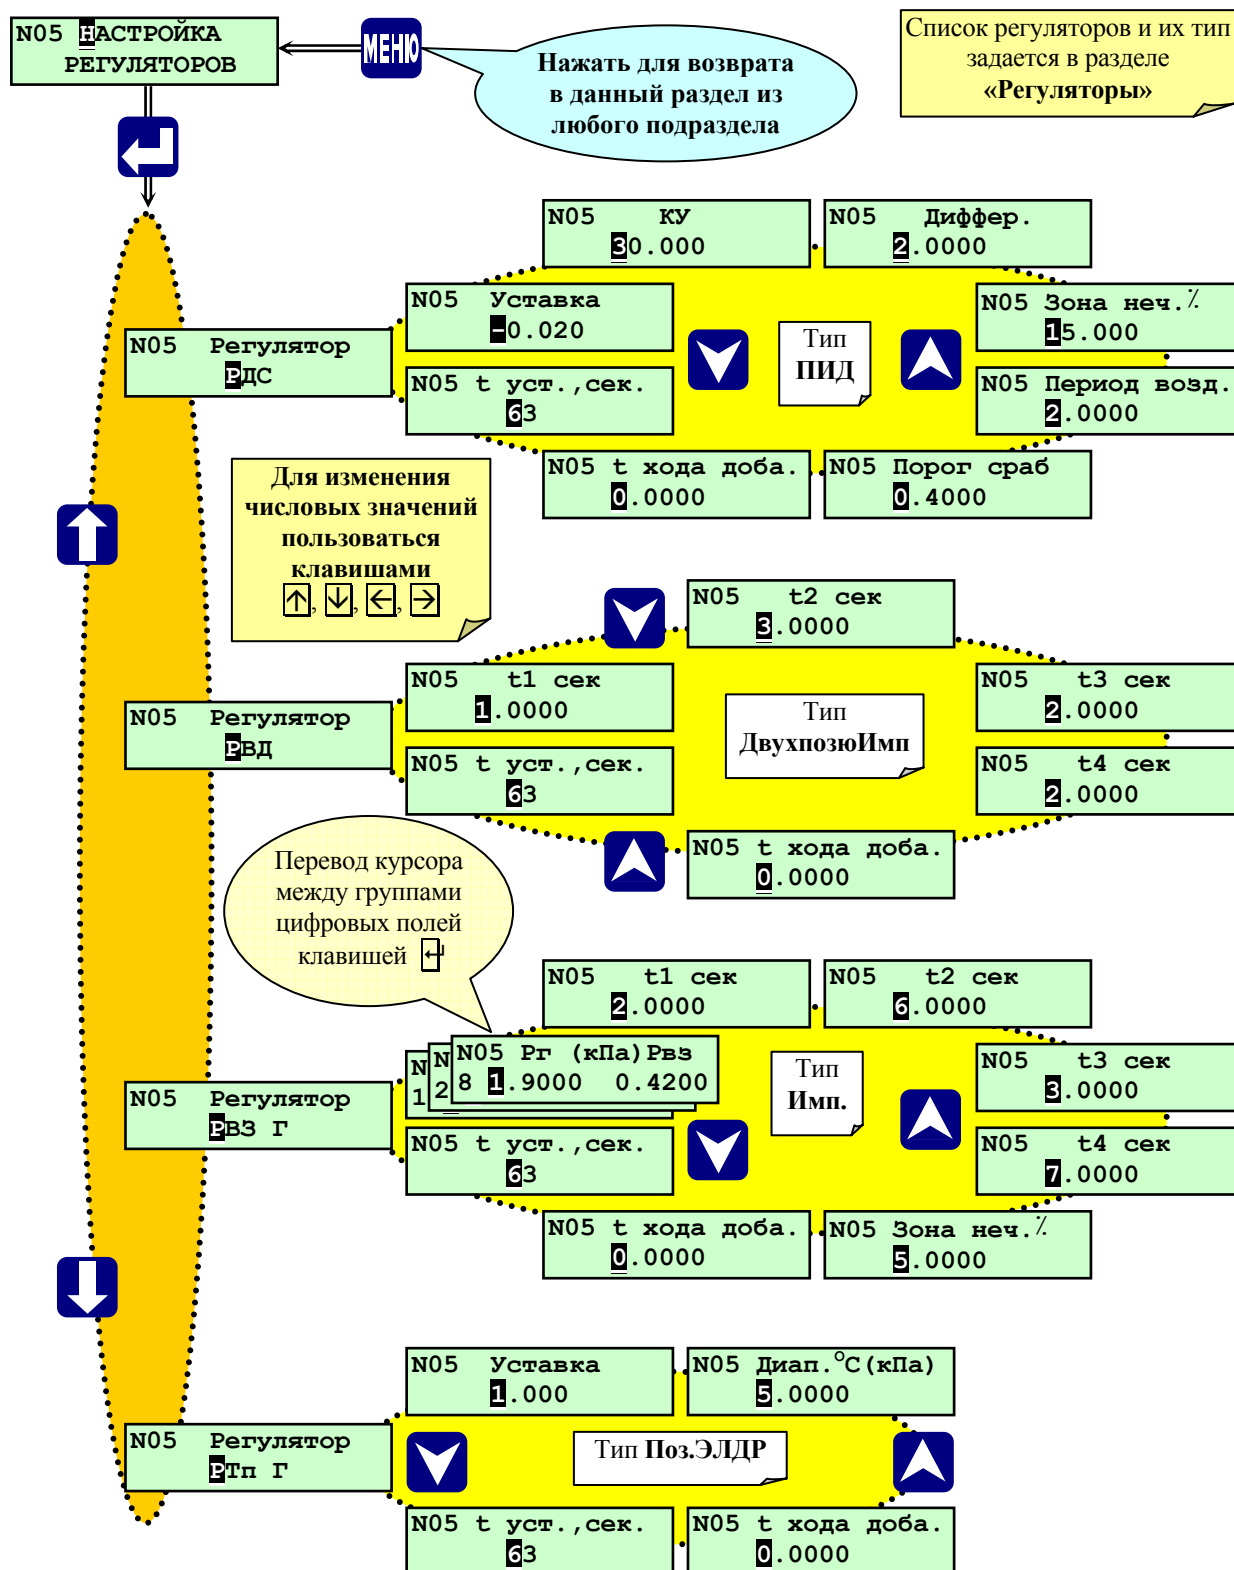 N05 НАСТРОЙКА
РЕГУЛЯТОРОВ
МЕНЮ
Нажать для возврата
в данный раздел из
любого подраздела
Список регуляторов и их тип
задается в разделе
«Регуляторы»
N05 КУ
30.000
N05 Диффер.
2.0000
N05 Уставка
-0.020
N05 Зона неч.%
15.000
N05 Регулятор
РДС
Тип
ПИД
N05 t уст.,сек.
63
N05 Период возд.
2.0000
N05 t хода доба.
0.0000
N05 Порог сраб
0.4000
Для изменения
числовых значений
пользоваться
клавишами
↑, ↓, ←, →
N05 t2 сек
3.0000
N05 t1 сек
1.0000
N05 t3 сек
2.0000
N05 Регулятор
РВД
Тип
ДвухпозюИмп
N05 t уст.,сек.
63
N05 t4 сек
2.0000
N05 t хода доба.
0.0000
Перевод курсора
между группами
цифровых полей
клавишей ↵
N05 t1 сек
2.0000
N05 t2 сек
6.0000
N
1
N
2
N05 Рг (кПа)Рвз
8 1.9000 0.4200
N05 t3 сек
3.0000
N05 Регулятор
РВЗ Г
Тип
Имп.
N05 t уст.,сек.
63
N05 t4 сек
7.0000
N05 t хода доба.
0.0000
N05 Зона неч.%
5.0000
N05 Уставка
1.000
N05 Диап.°С(кПа)
5.0000
N05 Регулятор
РТп Г
Тип Поз.ЭЛДР
N05 t уст.,сек.
63
N05 t хода доба.
0.0000